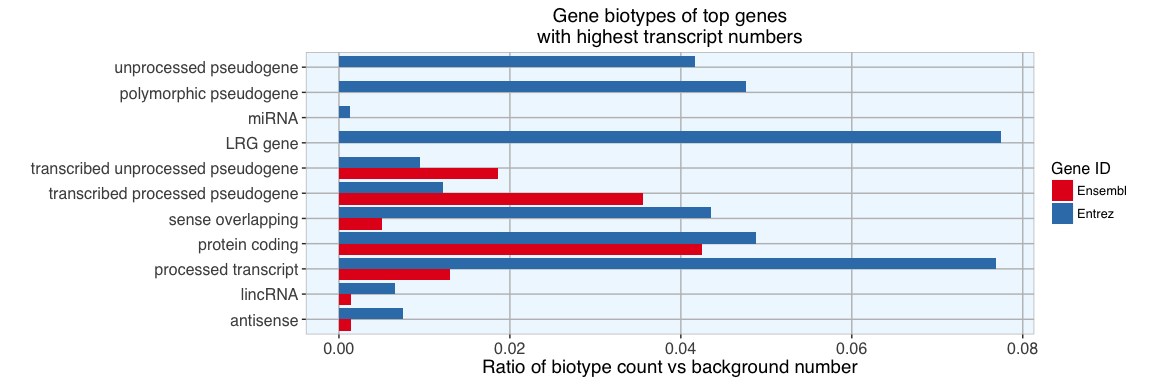 Gene biotypes of top genes
with highest transcript numbers
unprocessed pseudogene
polymorphic pseudogene
miRNA
LRG gene
transcribed unprocessed pseudogene
transcribed processed pseudogene
sense overlapping
protein coding
processed transcript
lincRNA
antisense
0.00 0.02 0.04 0.06 0.08
Ratio of biotype count vs background number
Gene ID
Ensembl
Entrez